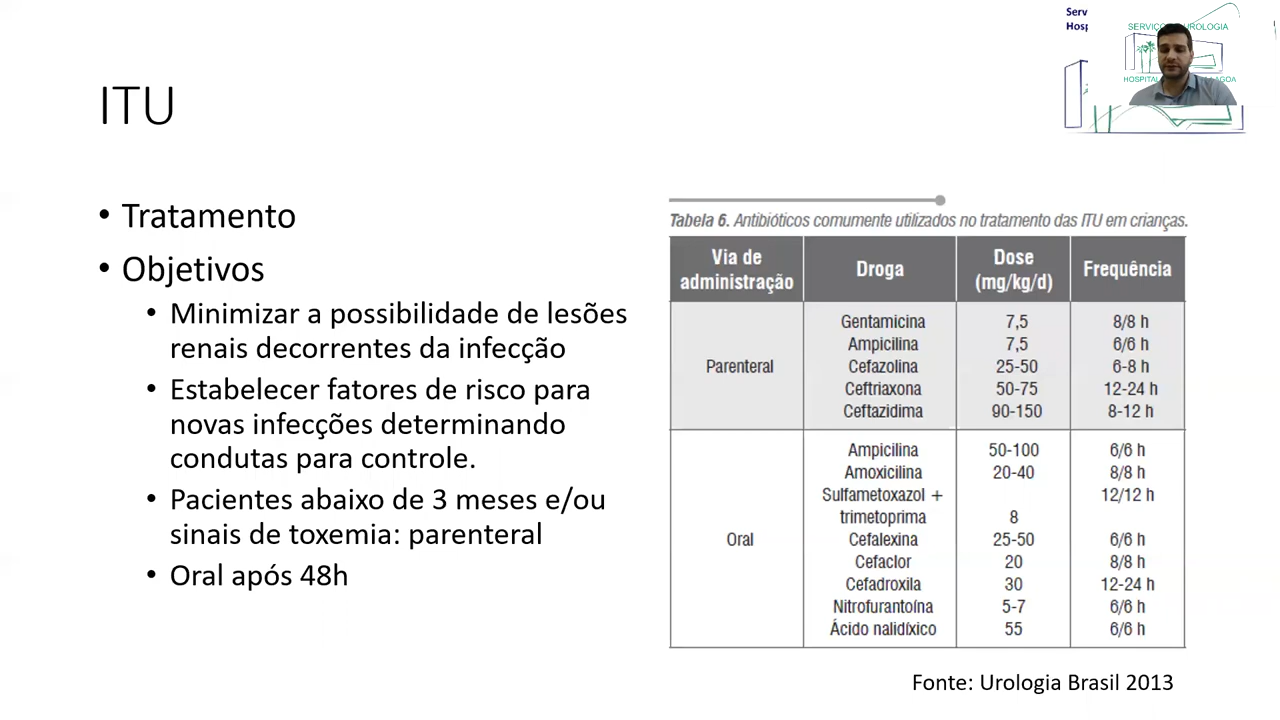 Serv
Hosp
SERVIÇO UROLOGIA
HOSPITAL AGOA
ITU
• Tratamento
• Objetivos
• Minimizar a possibilidade de lesões
renais decorrentes da infecção
• Estabelecer fatores de risco para
novas infecções determinando
condutas para controle.
• Pacientes abaixo de 3 meses e/ou
sinais de toxemia: parenteral
• Oral após 48h
Tabela 6. Antibióticos comumente utilizados no tratamento das ITU em crianças.
Via de administração Droga Dose (mg/kg/d) Frequência
Parenteral
Gentamicina 7,5 8/8 h
Ampicilina 7,5 6/6 h
Cefazolina 25-50 6-8 h
Ceftriaxona 50-75 12-24 h
Ceftazidima 90-150 8-12 h
Oral
Ampicilina 50-100 6/6 h
Amoxicilina 20-40 8/8 h
Sulfametoxazol + 12/12 h
trimetoprima 8
Cefalexina 25-50 6/6 h
Cefaclor 20 8/8 h
Cefadroxila 30 12-24 h
Nitrofurantoína 5-7 6/6 h
Ácido nalidíxico 55 6/6 h
Fonte: Urologia Brasil 2013